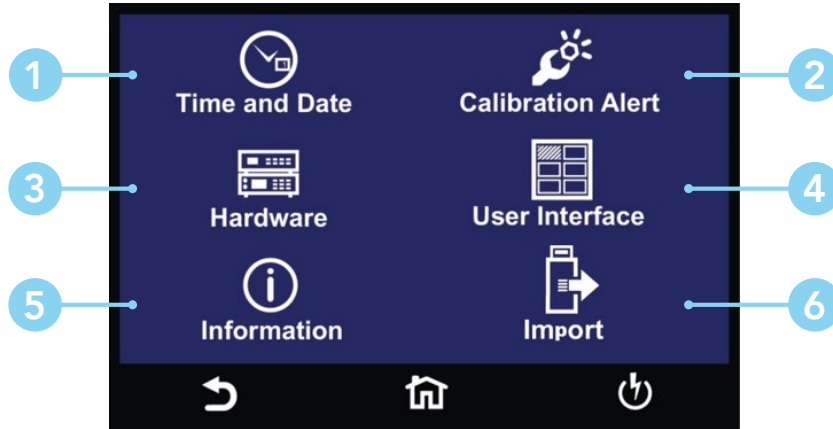 1
Time and Date
2
Calibration Alert
3
Hardware
4
User Interface
5
Information
6
Import